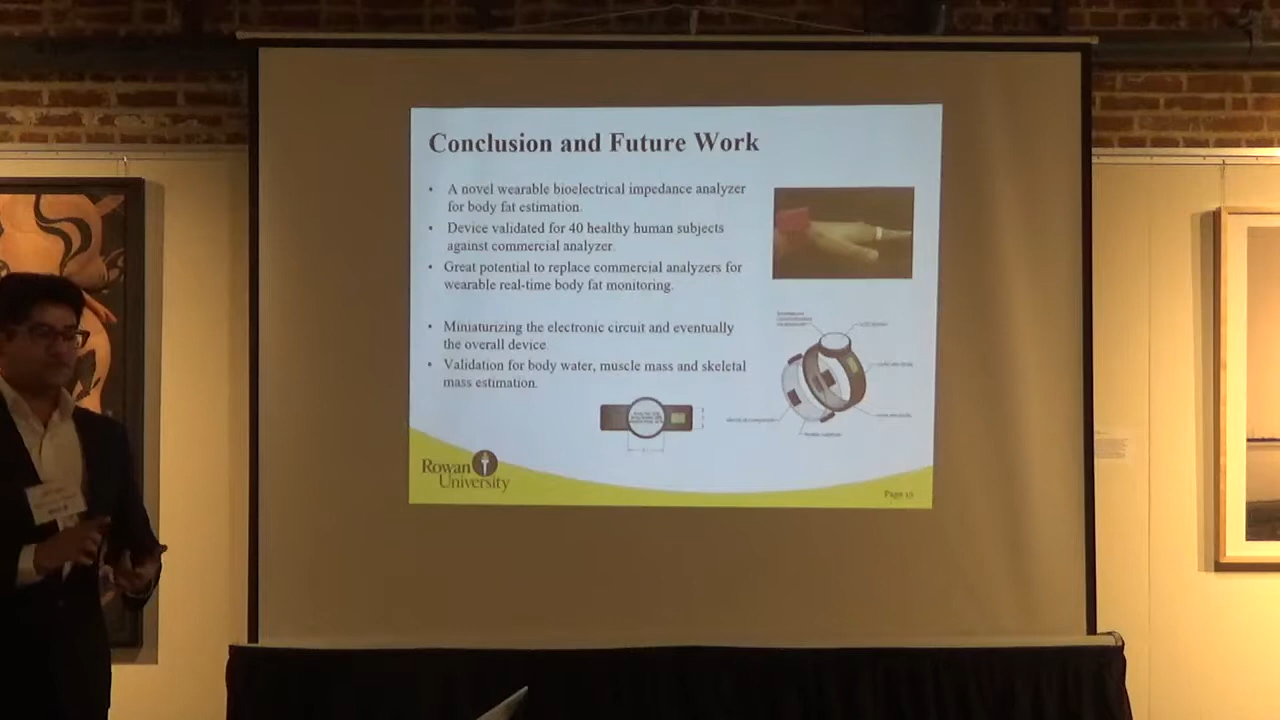 Conclusion and Future Work
• A novel wearable bioelectrical impedance analyzer
for body fat estimation.
• Device validated for 40 healthy human subjects
against commercial analyzer.
• Great potential to replace commercial analyzers for
wearable real-time body fat monitoring.
• Miniaturizing the electronic circuit and eventually
the overall device
• Validation for body water, muscle mass and skeletal
mass estimation.
Rowan
University
Page